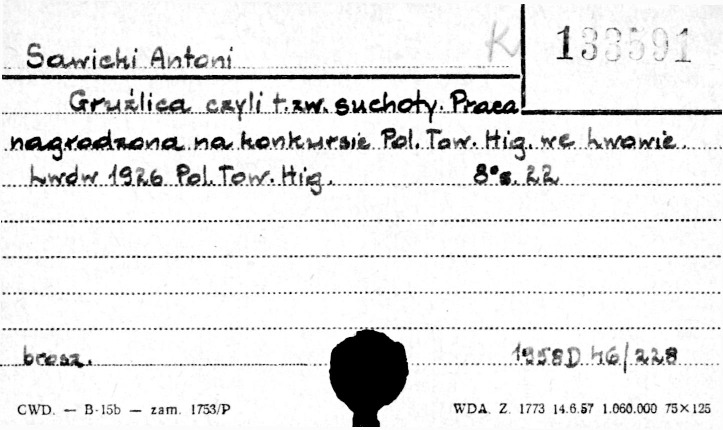 Sawicki Antoni K 133591
Gruźlica czyli t.zw. suchoty. Praca
nagrodzona na konkursie Pol. Tow. Hig. we Lwowie.
Lwów 1926 Pol. Tow. Hig. 8° s. 22
brosz. 1958 D 46/228
CWD. — B-15b — zam. 1753/P WDA. Z. 1773 14.6.57 1.060.000 75×125